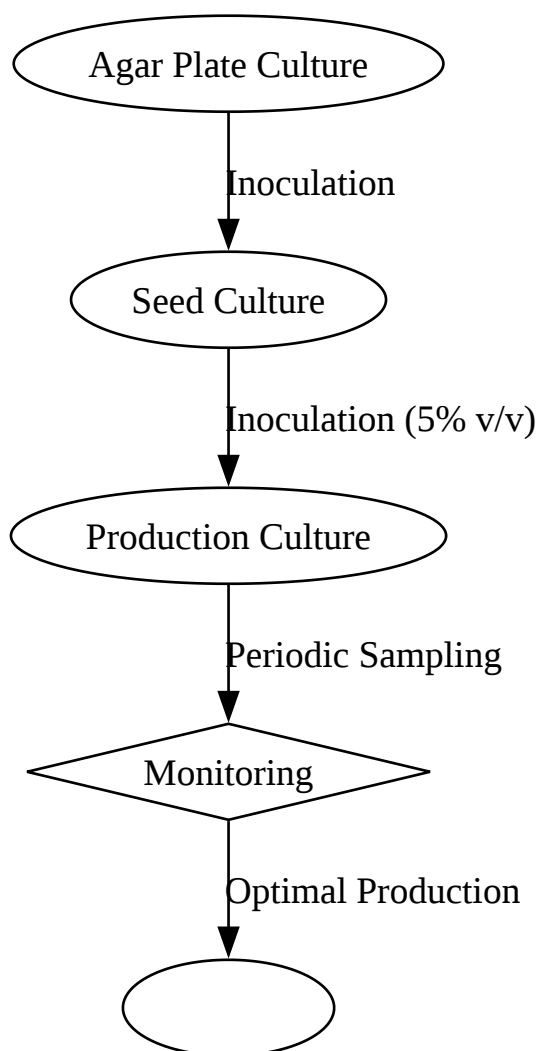 Agar Plate Culture
Inoculation
Seed Culture
Inoculation (5% v/v)
Production Culture
Periodic Sampling
Monitoring
Optimal Production